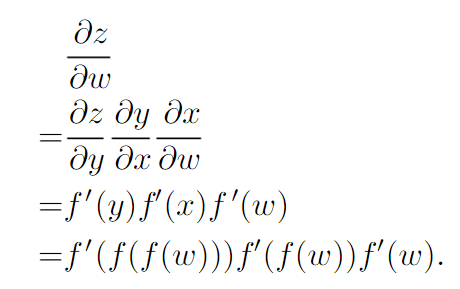 ∂z/∂w
=∂z/∂y ∂y/∂x ∂x/∂w
=f′(y)f′(x)f′(w)
=f′(f(f(w)))f′(f(w))f′(w).